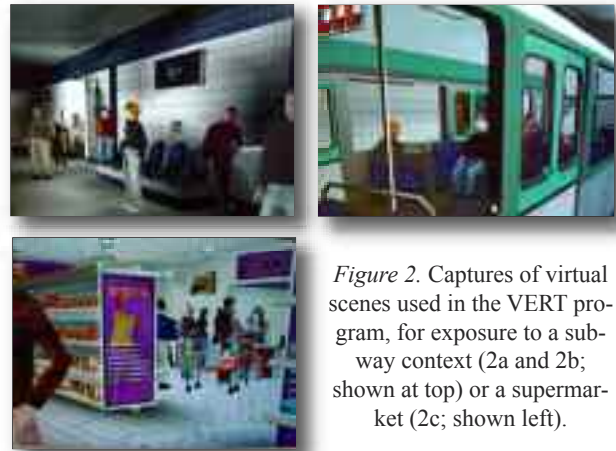 Figure 2. Captures of virtual
scenes used in the VERT pro-
gram, for exposure to a sub-
way context (2a and 2b;
shown at top) or a supermar-
ket (2c; shown left).